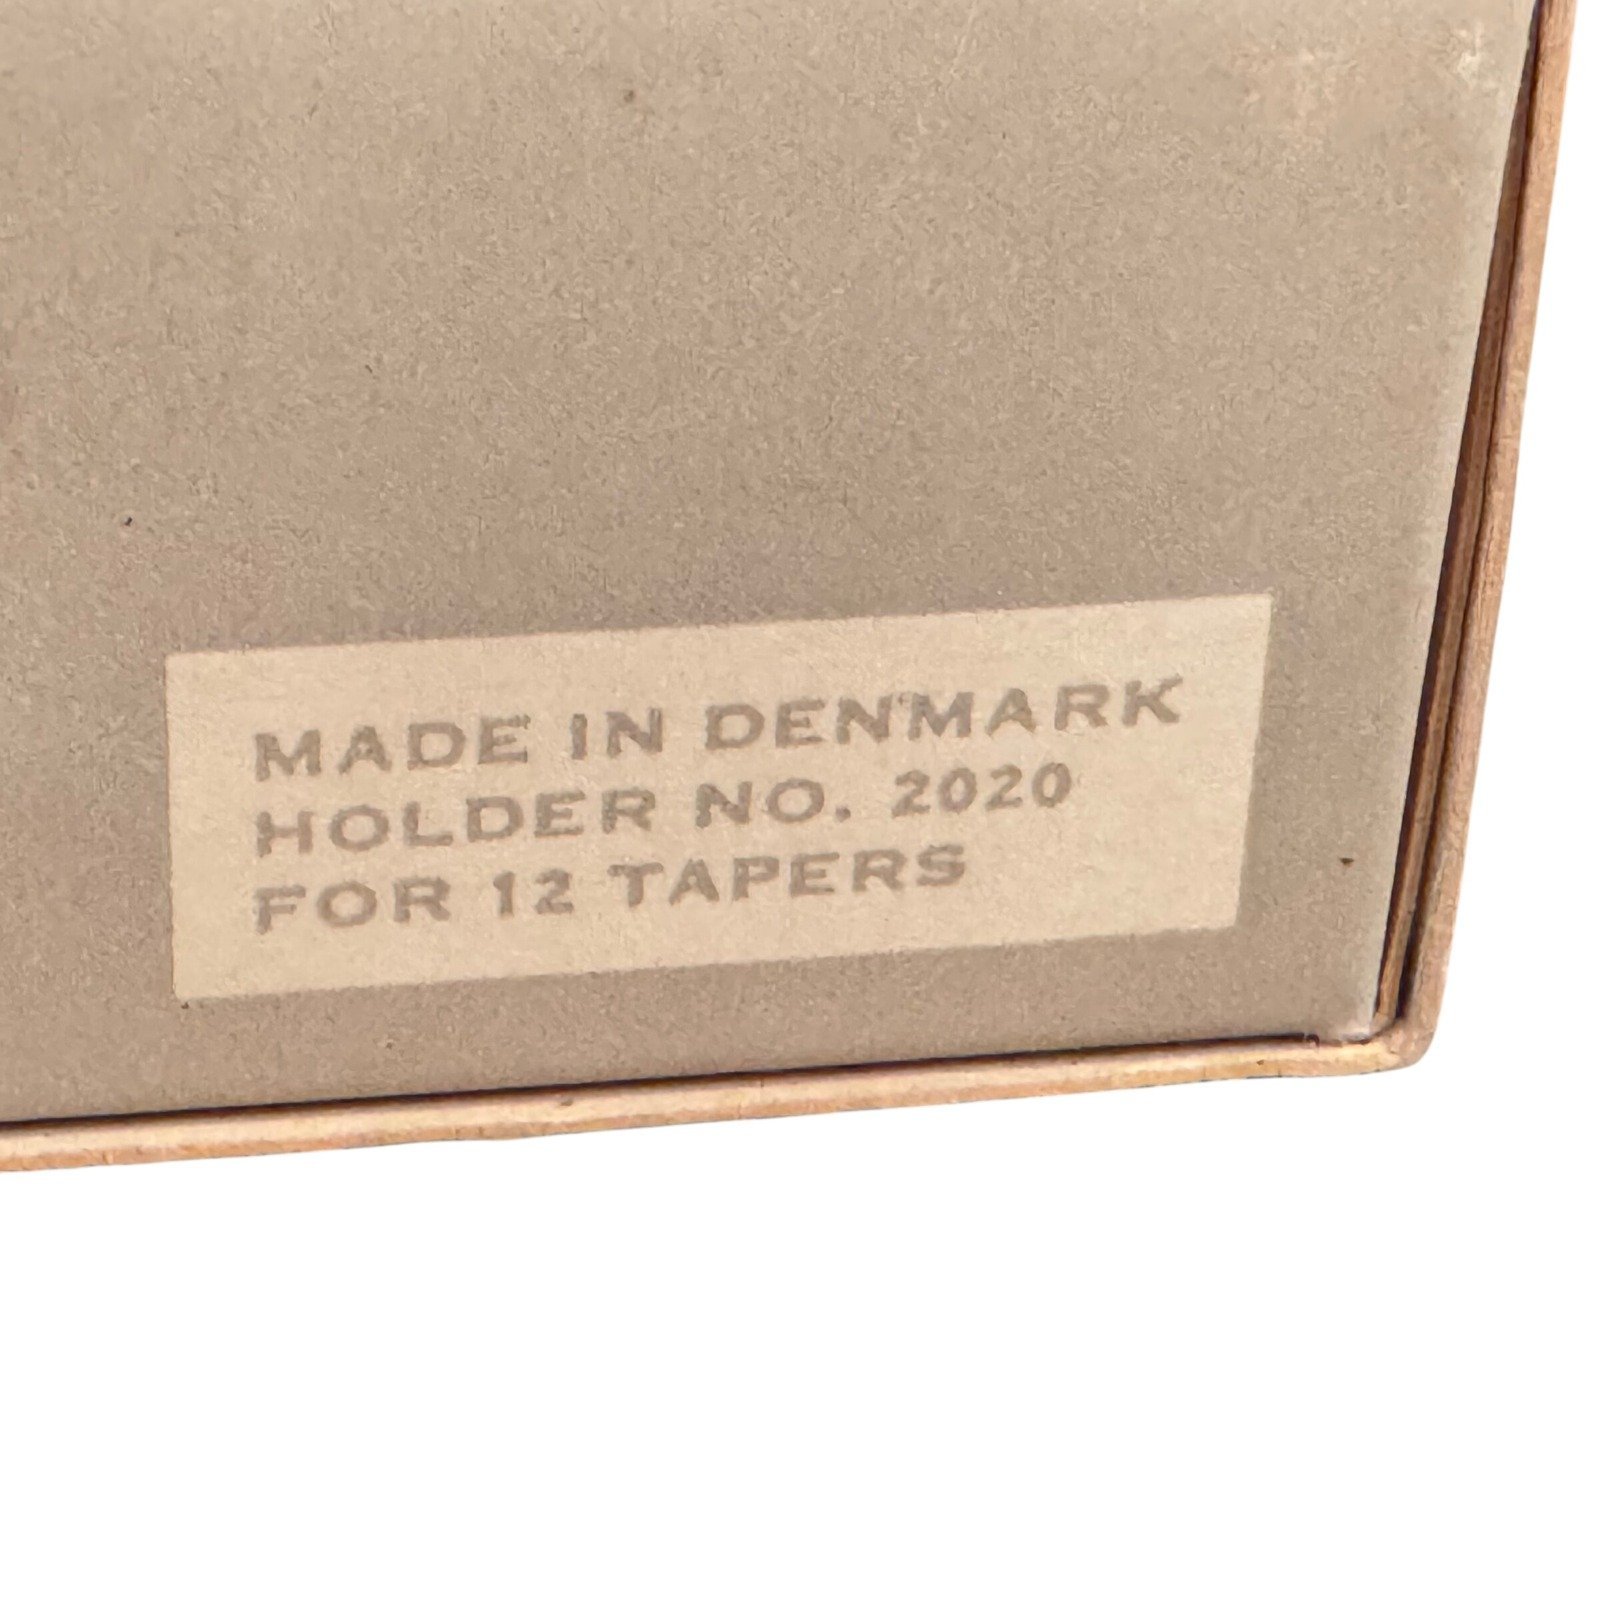 MADE IN DENMARK
HOLDER NO. 2020
FOR 12 TAPERS